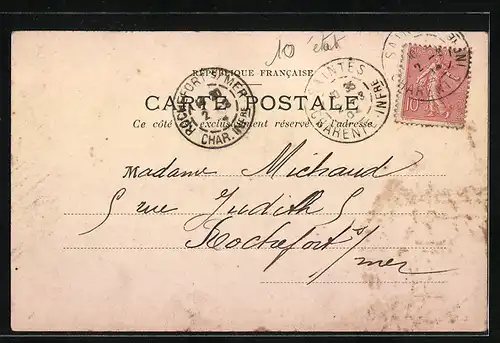 10 état
RÉPUBLIQUE FRANÇAISE
CARTE POSTALE
Ce côté exclusivement réservé à l'adresse
ROCHEFORT S. MER
CHAR. INFRE
SAINTES
CHARENTE INFRE
10
Madame Michaud
5 rue Judith 5
Rochefort s/
mer